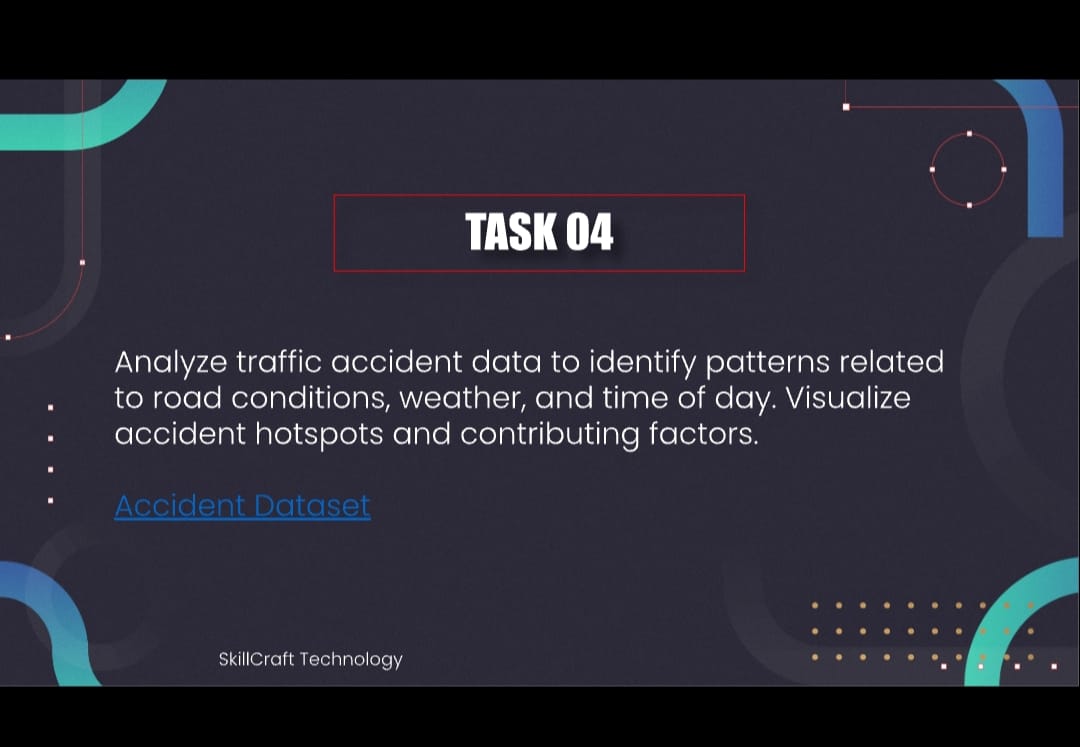 TASK 04
Analyze traffic accident data to identify patterns related
to road conditions, weather, and time of day. Visualize
accident hotspots and contributing factors.
Accident Dataset
SkillCraft Technology